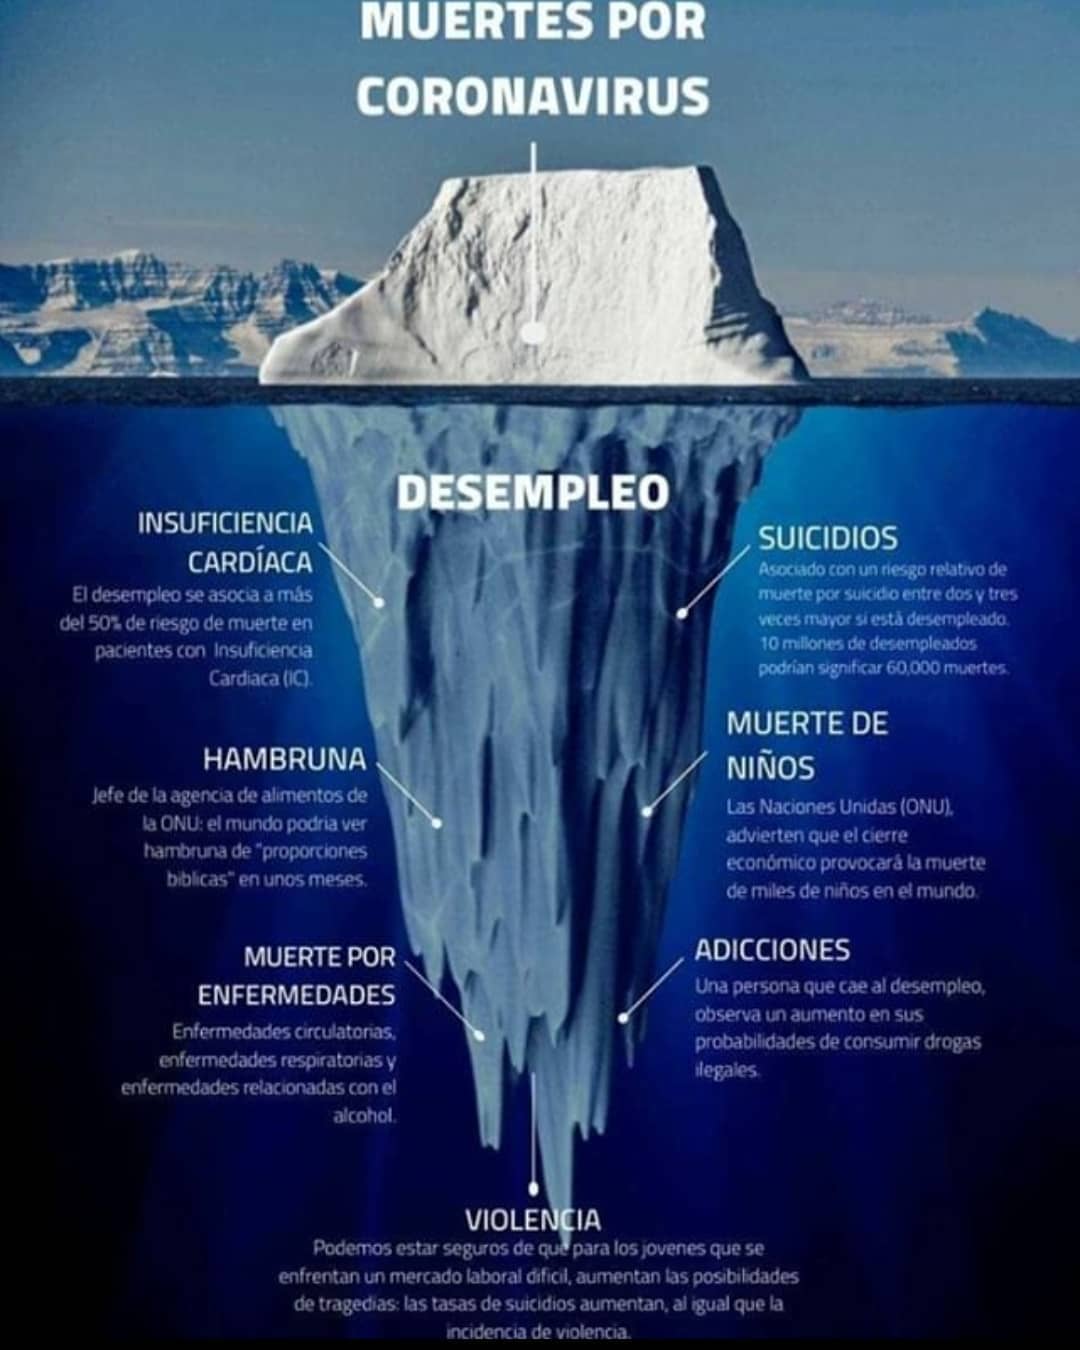 MUERTES POR
CORONAVIRUS
DESEMPLEO
INSUFICIENCIA
CARDÍACA
El desempleo se asocia a más
del 50% de riesgo de muerte en
pacientes con Insuficiencia
Cardiaca (IC).
SUICIDIOS
Asociado con un riesgo relativo de
muerte por suicidio entre dos y tres
veces mayor si está desempleado.
10 millones de desempleados
podrían significar 60,000 muertes.
HAMBRUNA
Jefe de la agencia de alimentos de
la ONU: el mundo podría ver
hambruna de "proporciones
bíblicas" en unos meses.
MUERTE DE
NIÑOS
Las Naciones Unidas (ONU),
advierten que el cierre
económico provocará la muerte
de miles de niños en el mundo.
MUERTE POR
ENFERMEDADES
Enfermedades circulatorias,
enfermedades respiratorias y
enfermedades relacionadas con el
alcohol.
ADICCIONES
Una persona que cae al desempleo,
observa un aumento en sus
probabilidades de consumir drogas
ilegales.
VIOLENCIA
Podemos estar seguros de que para los jovenes que se
enfrentan un mercado laboral dificil, aumentan las posibilidades
de tragedias: las tasas de suicidios aumentan, al igual que la
incidencia de violencia.